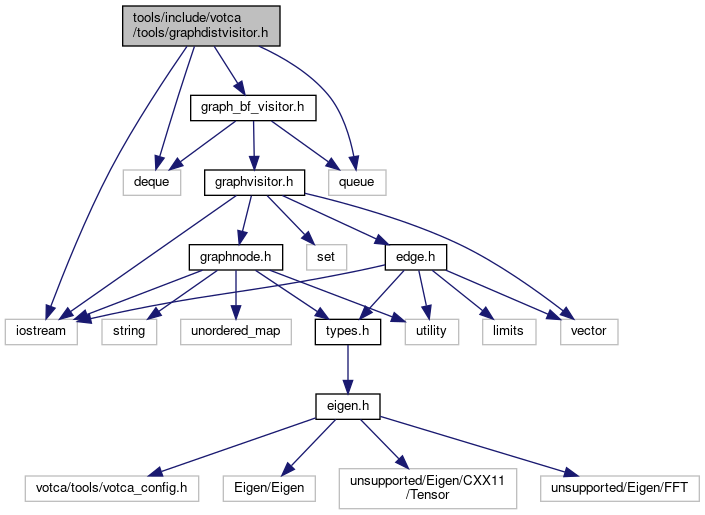 tools/include/votca
/tools/graphdistvisitor.h
graph_bf_visitor.h
deque
graphvisitor.h
queue
graphnode.h
set
edge.h
iostream
string
unordered_map
types.h
utility
limits
vector
eigen.h
votca/tools/votca_config.h
Eigen/Eigen
unsupported/Eigen/CXX11
/Tensor
unsupported/Eigen/FFT